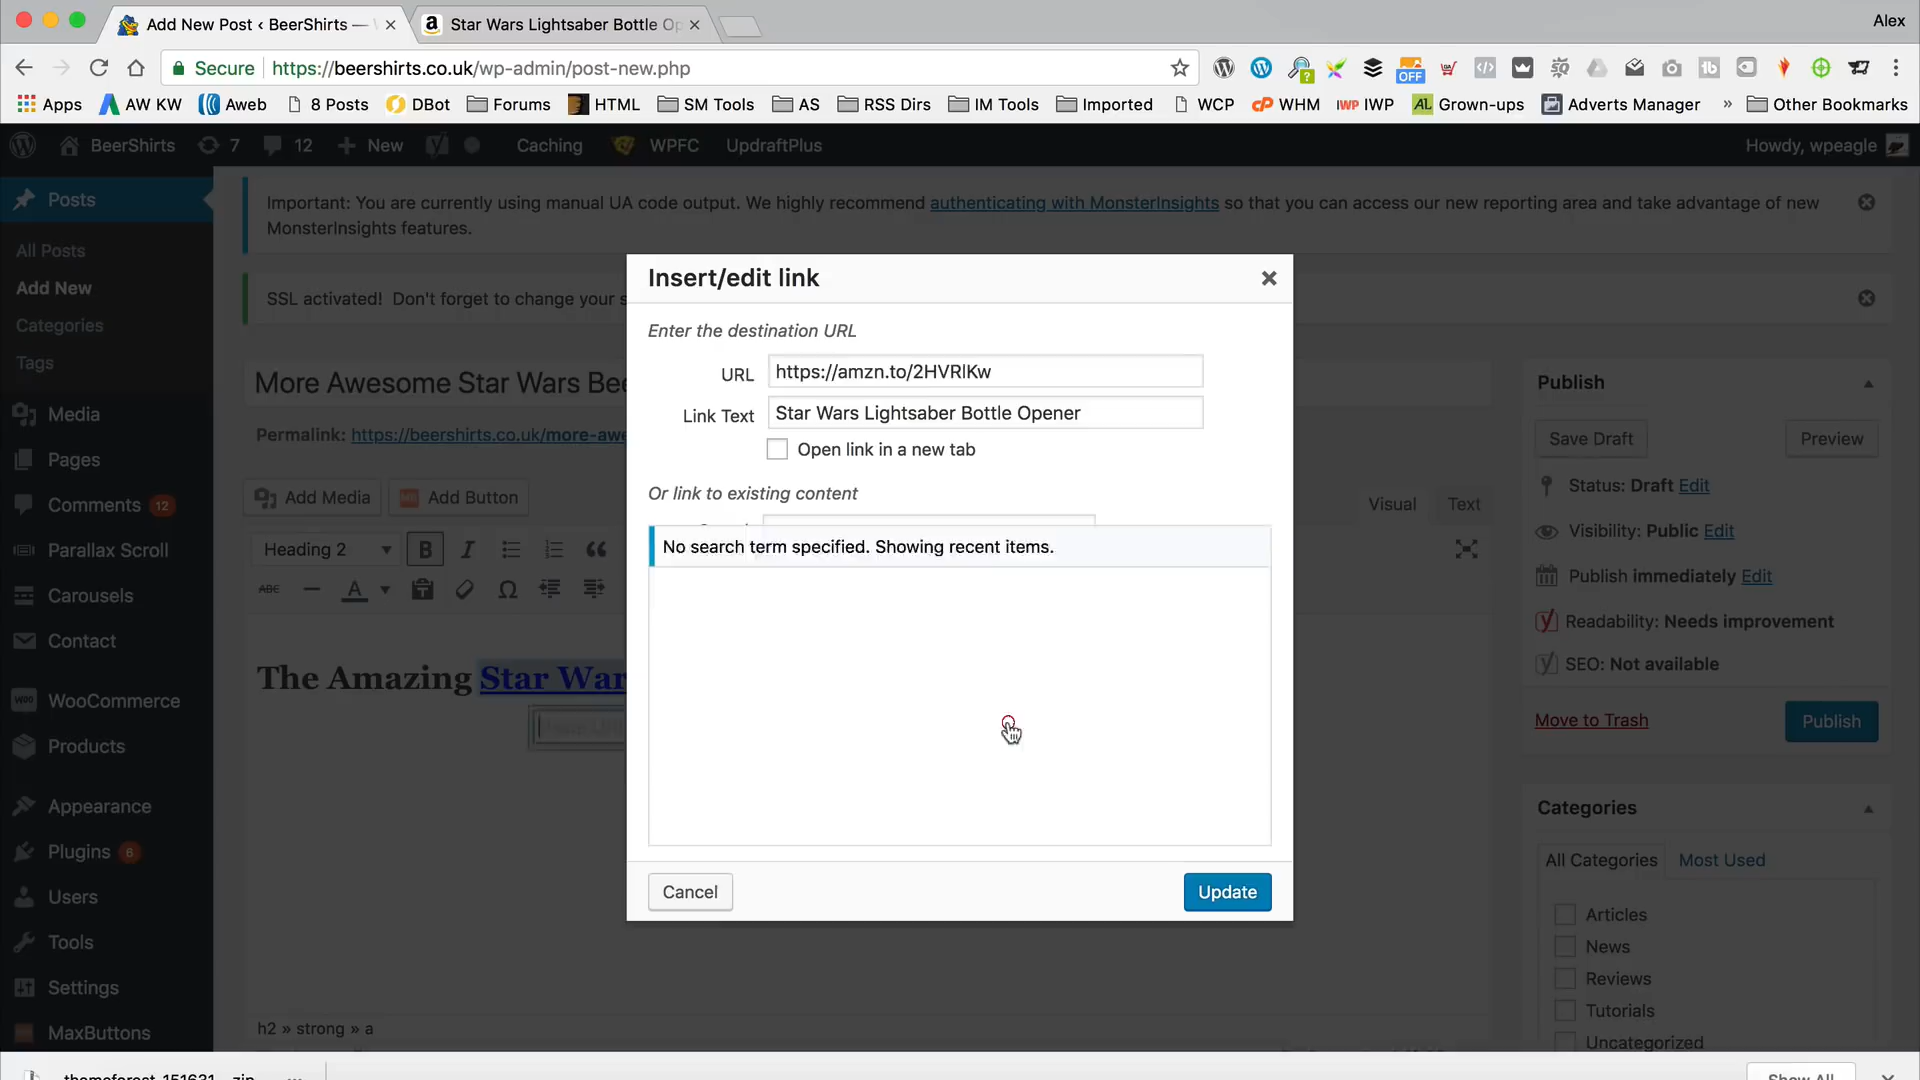 Add New Post ‹ BeerShirts —
Star Wars Lightsaber Bottle Op
Alex
Secure
https://beershirts.co.uk/wp-admin/post-new.php
OFF
Apps
AW KW
Aweb
8 Posts
DBot
Forums
HTML
SM Tools
AS
RSS Dirs
IM Tools
Imported
WCP
WHM
IWP
Grown-ups
Adverts Manager
»
Other Bookmarks
BeerShirts
7
12
New
Caching
WPFC
UpdraftPlus
Howdy, wpeagle
Posts
All Posts
Add New
Categories
Tags
Media
Pages
Comments 12
Parallax Scroll
Carousels
Contact
WooCommerce
Products
Appearance
Plugins 6
Users
Tools
Settings
MaxButtons
Important: You are currently using manual UA code output. We highly recommend authenticating with MonsterInsights so that you can access our new reporting area and take advantage of new
MonsterInsights features.
SSL activated! Don't forget to change your s
More Awesome Star Wars Bee
Permalink: https://beershirts.co.uk/more-awe
Add Media
Add Button
Visual
Text
Heading 2
B
I
ABC
A
Ω
The Amazing Star War
h2 » strong » a
Insert/edit link
Enter the destination URL
URL
https://amzn.to/2HVRlKw
Link Text
Star Wars Lightsaber Bottle Opener
Open link in a new tab
Or link to existing content
No search term specified. Showing recent items.
Cancel
Update
Publish
Save Draft
Preview
Status: Draft Edit
Visibility: Public Edit
Publish immediately Edit
Readability: Needs improvement
SEO: Not available
Move to Trash
Publish
Categories
All Categories
Most Used
Articles
News
Reviews
Tutorials
Uncategorized
themeforest-151631....zip
Show All